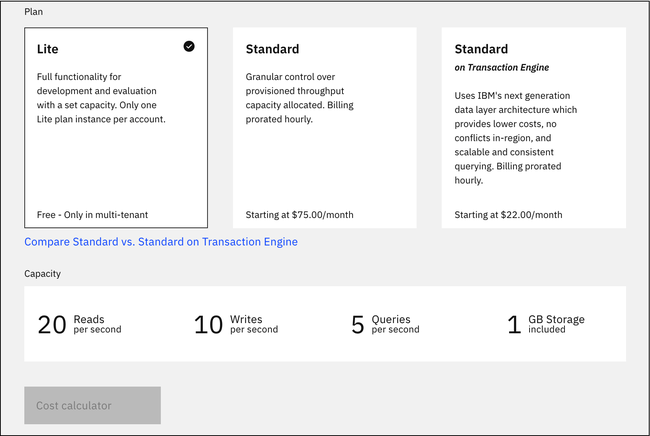 Plan
Lite
Full functionality for
development and evaluation
with a set capacity. Only one
Lite plan instance per account.
Free - Only in multi-tenant
Standard
Granular control over
provisioned throughput
capacity allocated. Billing
prorated hourly.
Starting at $75.00/month
Standard
on Transaction Engine
Uses IBM's next generation
data layer architecture which
provides lower costs, no
conflicts in-region, and
scalable and consistent
querying. Billing prorated
hourly.
Starting at $22.00/month
Compare Standard vs. Standard on Transaction Engine
Capacity
20 Reads
per second
10 Writes
per second
5 Queries
per second
1 GB Storage
included
Cost calculator